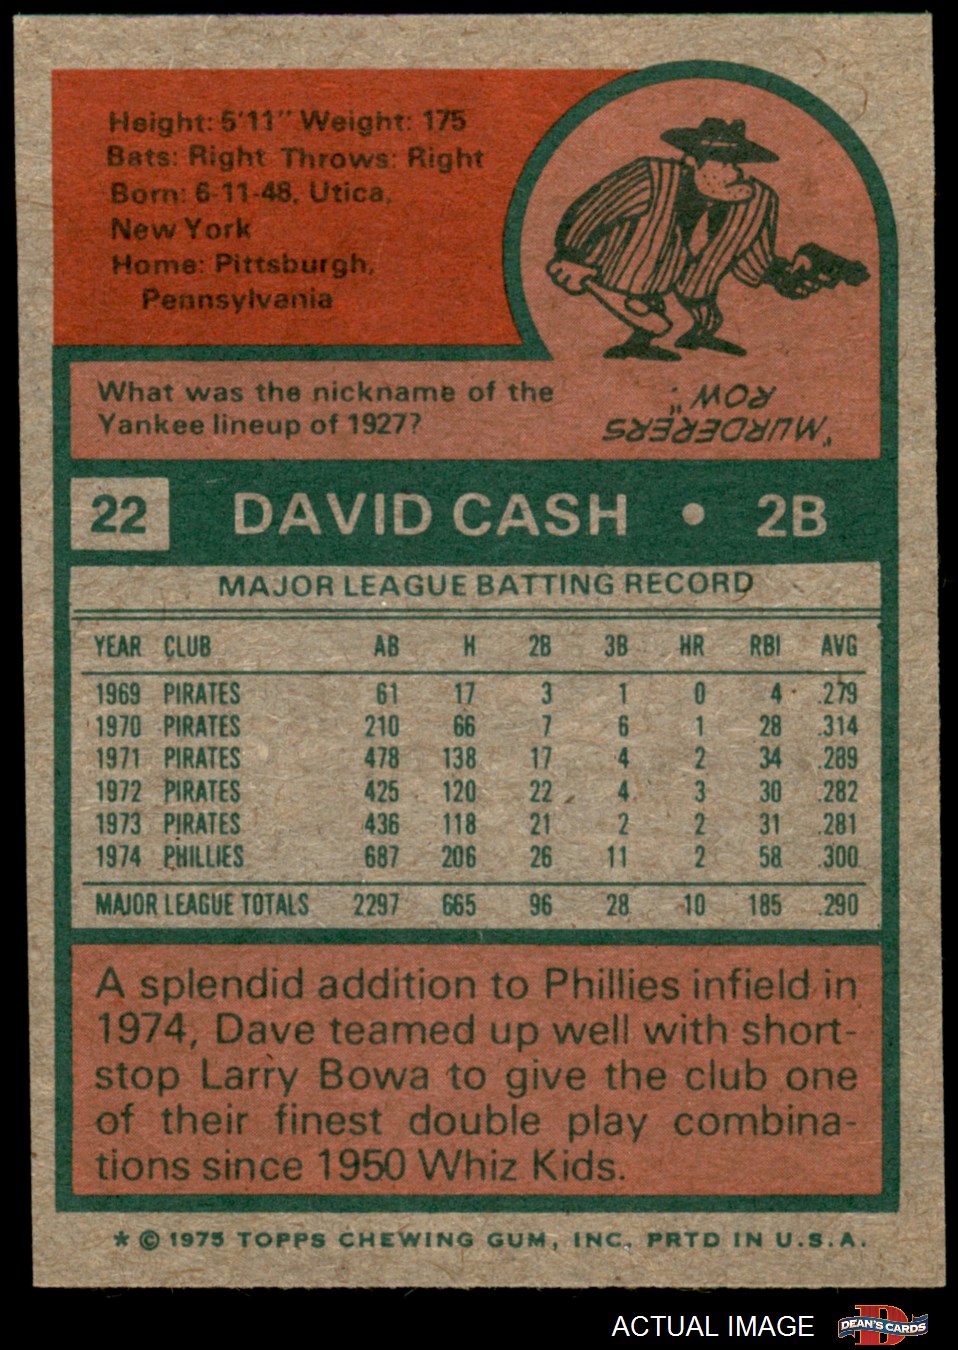 Height: 5'11" Weight: 175
Bats: Right Throws: Right
Born: 6-11-48, Utica,
New York
Home: Pittsburgh,
Pennsylvania
What was the nickname of the
Yankee lineup of 1927?
"MURDERERS
ROW."
22 DAVID CASH • 2B
MAJOR LEAGUE BATTING RECORD
YEAR CLUB AB H 2B 3B HR RBI AVG
1969 PIRATES 61 17 3 1 0 4 .279
1970 PIRATES 210 66 7 6 1 28 .314
1971 PIRATES 478 138 17 4 2 34 .289
1972 PIRATES 425 120 22 4 3 30 .282
1973 PIRATES 436 118 21 2 2 31 .281
1974 PHILLIES 687 206 26 11 2 58 .300
MAJOR LEAGUE TOTALS 2297 665 96 28 10 185 .290
A splendid addition to Phillies infield in
1974, Dave teamed up well with short-
stop Larry Bowa to give the club one
of their finest double play combina-
tions since 1950 Whiz Kids.
* © 1975 TOPPS CHEWING GUM, INC. PRTD IN U.S.A.
ACTUAL IMAGE
DEAN'S CARDS